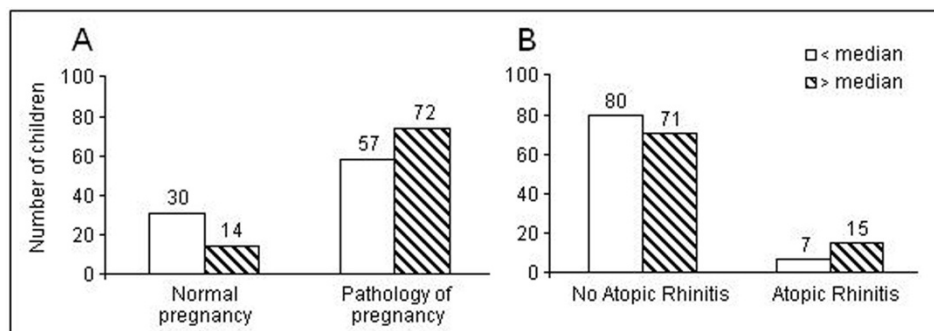 A
Number of children
100
80
60
40
20
0
30
14
57
72
Normal
pregnancy
Pathology of
pregnancy
B
< median
> median
100
80
60
40
20
0
80
71
7
15
No Atopic Rhinitis
Atopic Rhinitis